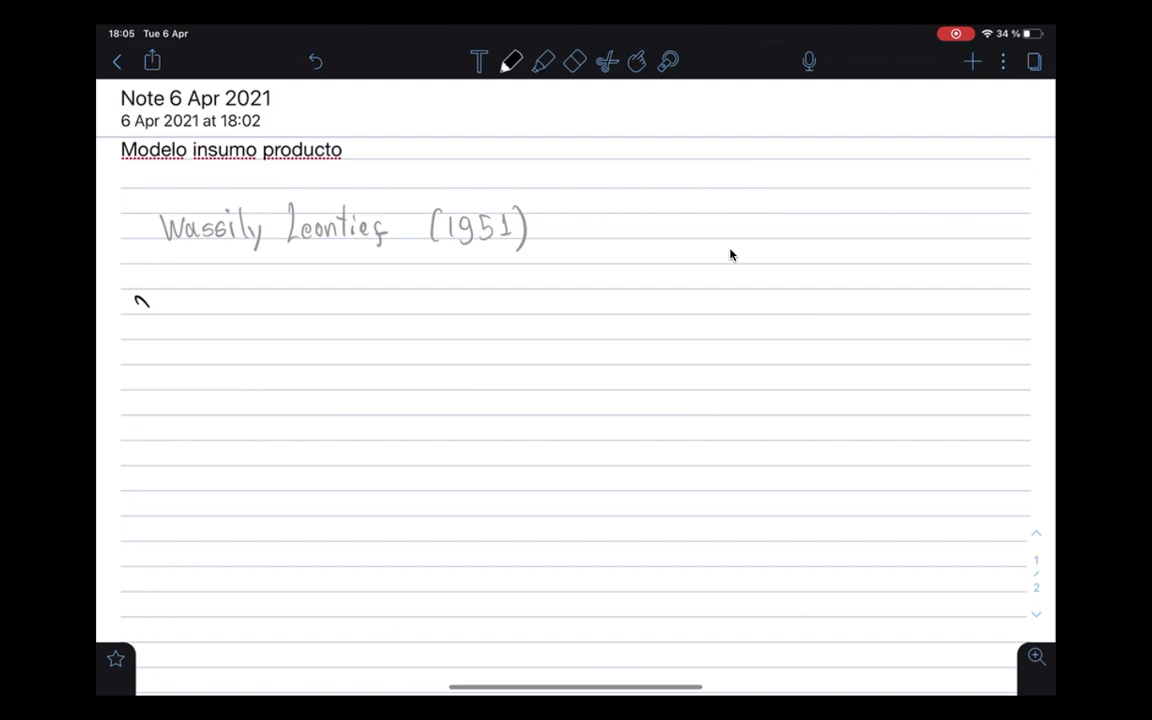 18:05 Tue 6 Apr
34 %
T
Note 6 Apr 2021
6 Apr 2021 at 18:02
Modelo insumo producto
Wassily Leontief (1951)
1
2